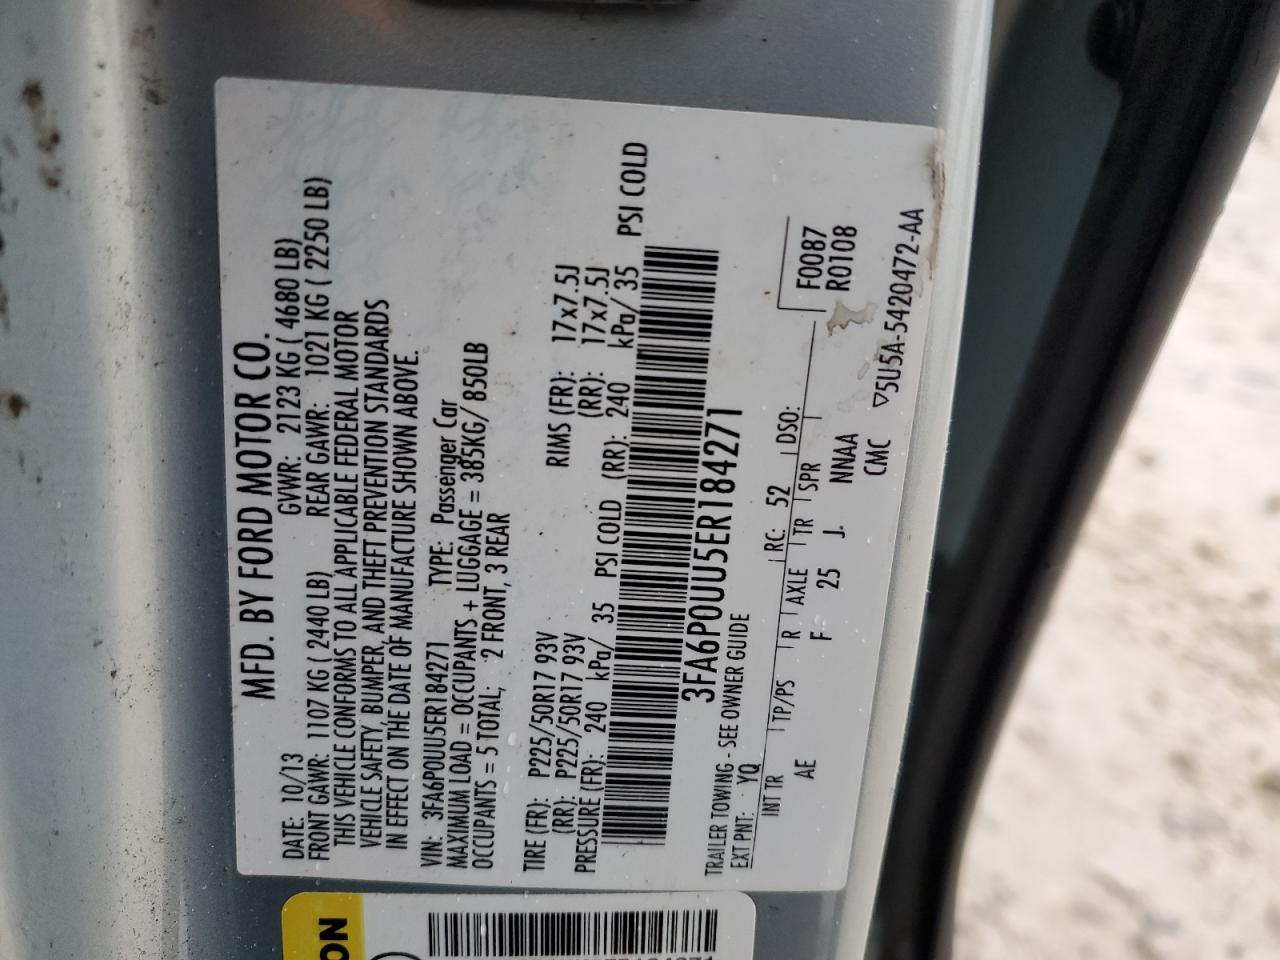 MFD. BY FORD MOTOR CO.
DATE: 10/13 GVWR: 2123 KG ( 4680 LB)
FRONT GAWR: 1107 KG ( 2440 LB) REAR GAWR: 1021 KG ( 2250 LB)
THIS VEHICLE CONFORMS TO ALL APPLICABLE FEDERAL MOTOR
VEHICLE SAFETY, BUMPER, AND THEFT PREVENTION STANDARDS
IN EFFECT ON THE DATE OF MANUFACTURE SHOWN ABOVE.
VIN: 3FA6P0UU5ER184271 TYPE: Passenger Car
MAXIMUM LOAD = OCCUPANTS + LUGGAGE = 385KG/ 850LB
OCCUPANTS = 5 TOTAL, 2 FRONT, 3 REAR
TIRE (FR): P225/50R17 93V RIMS (FR): 17x7.5J
(RR): P225/50R17 93V (RR): 17x7.5J
PRESSURE (FR): 240 kPa/ 35 PSI COLD (RR): 240 kPa/ 35 PSI COLD
3FA6P0UU5ER184271
TRAILER TOWING - SEE OWNER GUIDE
EXT PNT: YQ RC: 52 DSO: F0087
R0108
INT TR TP/PS R AXLE TR SPR
AE F 25 J. NNAA
CMC ▽5U5A-5420472-AA
ON